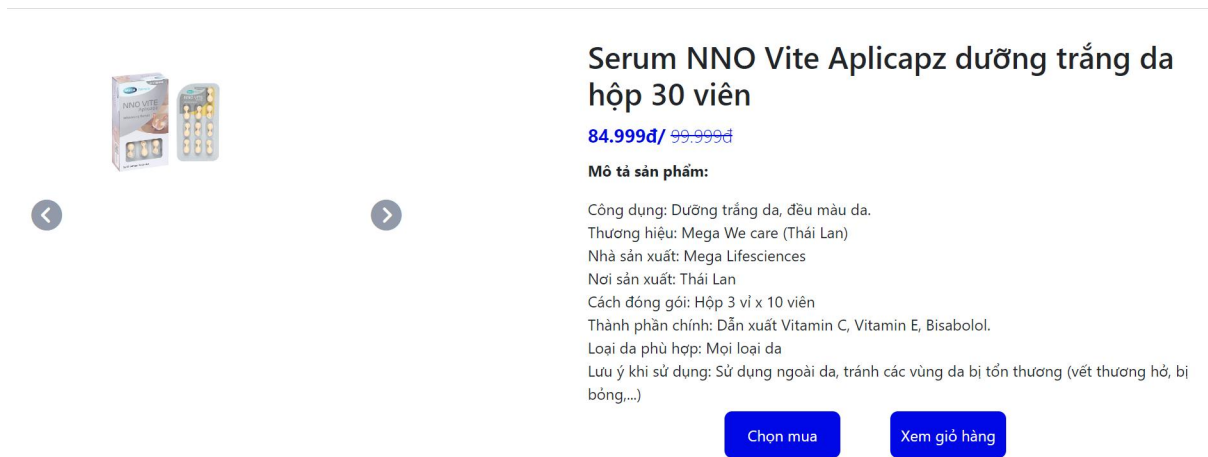 Serum NNO Vite Aplicapz dưỡng trắng da
hộp 30 viên
84.999đ/ 99.999đ
Mô tả sản phẩm:
Công dụng: Dưỡng trắng da, đều màu da.
Thương hiệu: Mega We care (Thái Lan)
Nhà sản xuất: Mega Lifesciences
Nơi sản xuất: Thái Lan
Cách đóng gói: Hộp 3 vỉ x 10 viên
Thành phần chính: Dẫn xuất Vitamin C, Vitamin E, Bisabolol.
Loại da phù hợp: Mọi loại da
Lưu ý khi sử dụng: Sử dụng ngoài da, tránh các vùng da bị tổn thương (vết thương hở, bị
bỏng,...)
Chọn mua
Xem giỏ hàng
NNO VITE